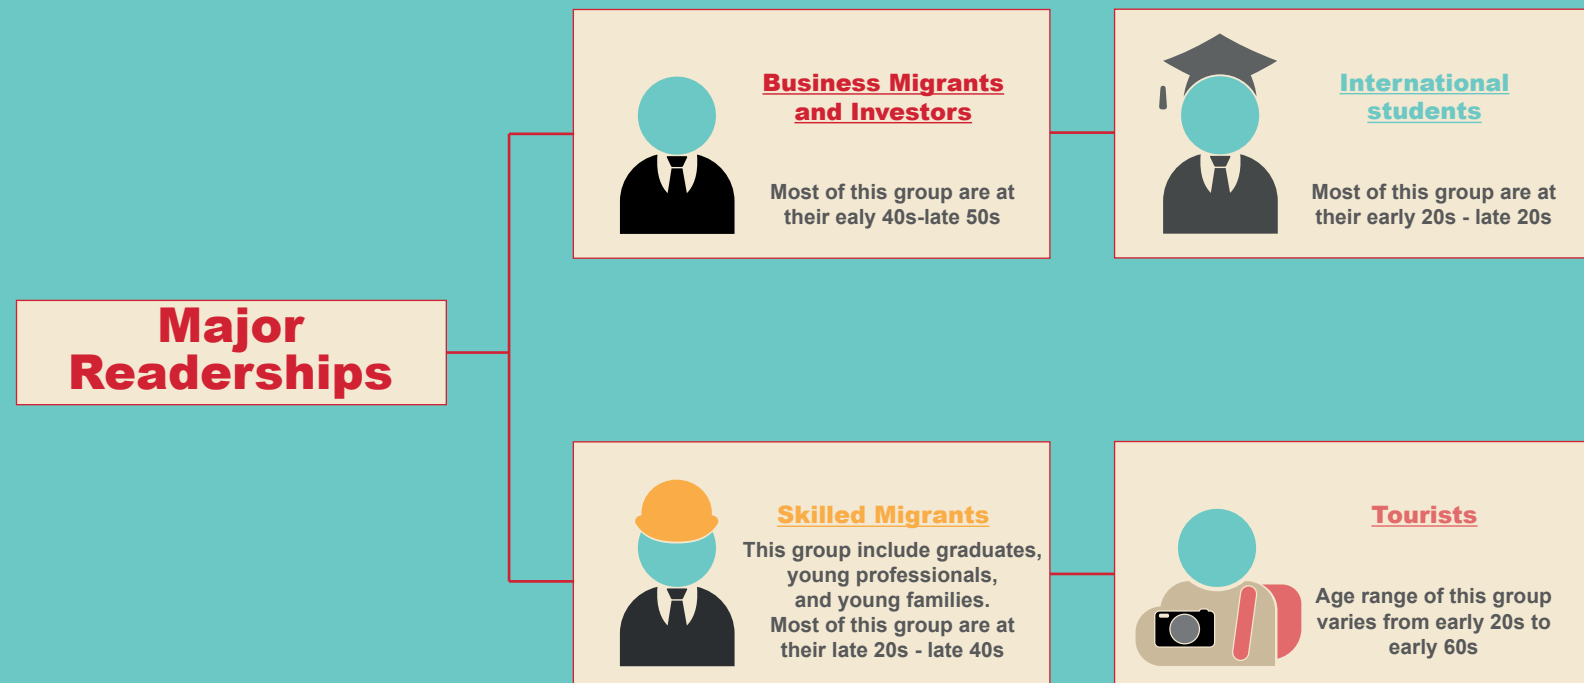 Major
Readerships
Business Migrants
and Investors
Most of this group are at
their ealy 40s-late 50s
International
students
Most of this group are at
their early 20s - late 20s
Skilled Migrants
This group include graduates,
young professionals,
and young families.
Most of this group are at
their late 20s - late 40s
Tourists
Age range of this group
varies from early 20s to
early 60s